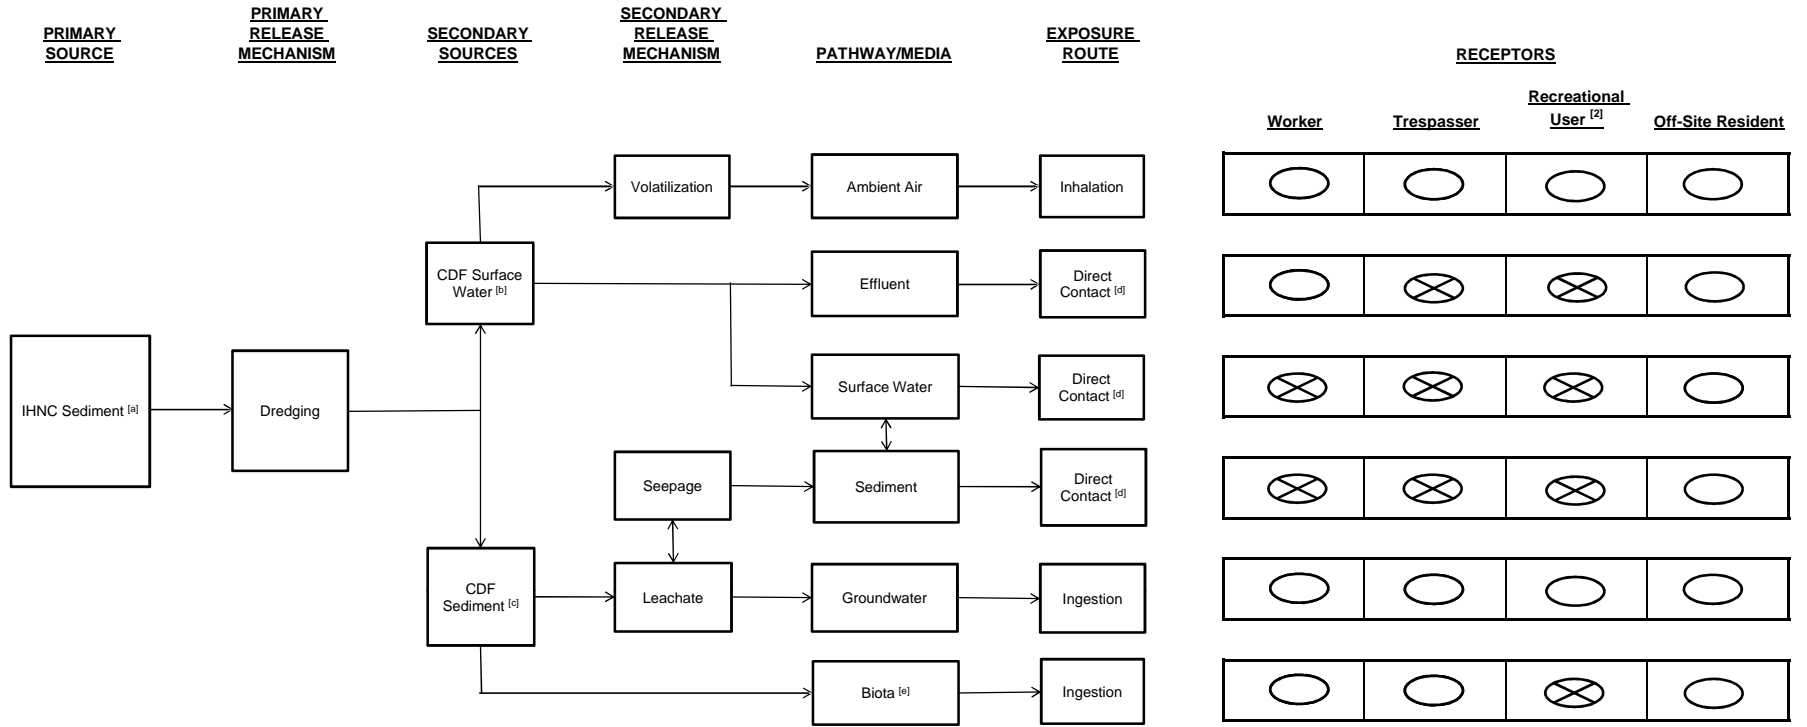 PRIMARY
SOURCE
PRIMARY
RELEASE
MECHANISM
SECONDARY
SOURCES
SECONDARY
RELEASE
MECHANISM
PATHWAY/MEDIA
EXPOSURE
ROUTE
RECEPTORS
Worker
Trespasser
Recreational
User [2]
Off-Site Resident
Volatilization
Ambient Air
Inhalation
CDF Surface
Water [b]
Effluent
Direct
Contact [d]
IHNC Sediment [a]
Dredging
Surface Water
Direct
Contact [d]
Seepage
Sediment
Direct
Contact [d]
CDF
Sediment [c]
Leachate
Groundwater
Ingestion
Biota [e]
Ingestion